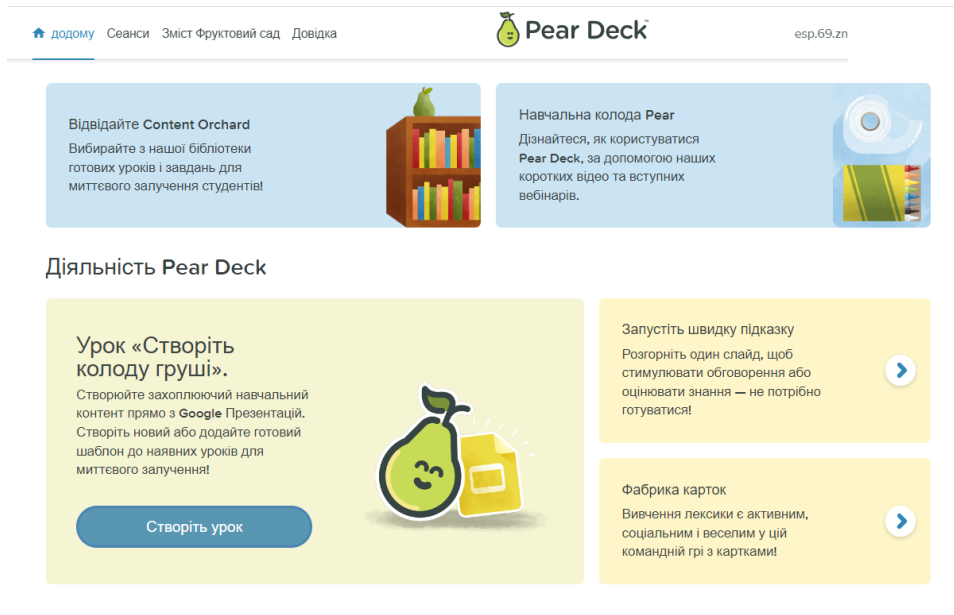 додому Сеанси Зміст Фруктовий сад Довідка
Pear Deck™
esp.69.zn
Відвідайте Content Orchard
Вибирайте з нашої бібліотеки
готових уроків і завдань для
миттєвого залучення студентів!
Навчальна колода Pear
Дізнайтеся, як користуватися
Pear Deck, за допомогою наших
коротких відео та вступних
вебінарів.
Діяльність Pear Deck
Урок «Створіть
колоду груші».
Створюйте захоплюючий навчальний
контент прямо з Google Презентацій.
Створіть новий або додайте готовий
шаблон до наявних уроків для
миттєвого залучення!
Створіть урок
Запустіть швидку підказку
Розгорніть один слайд, щоб
стимулювати обговорення або
оцінювати знання — не потрібно
готуватися!
Фабрика карток
Вивчення лексики є активним,
соціальним і веселим у цій
командній грі з картками!